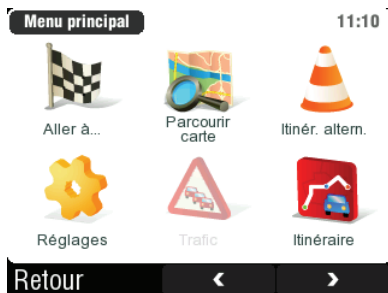 Menu principal
11:10
Aller à...
Parcourir
carte
Itinér. altern.
Réglages
Trafic
Itinéraire
Retour